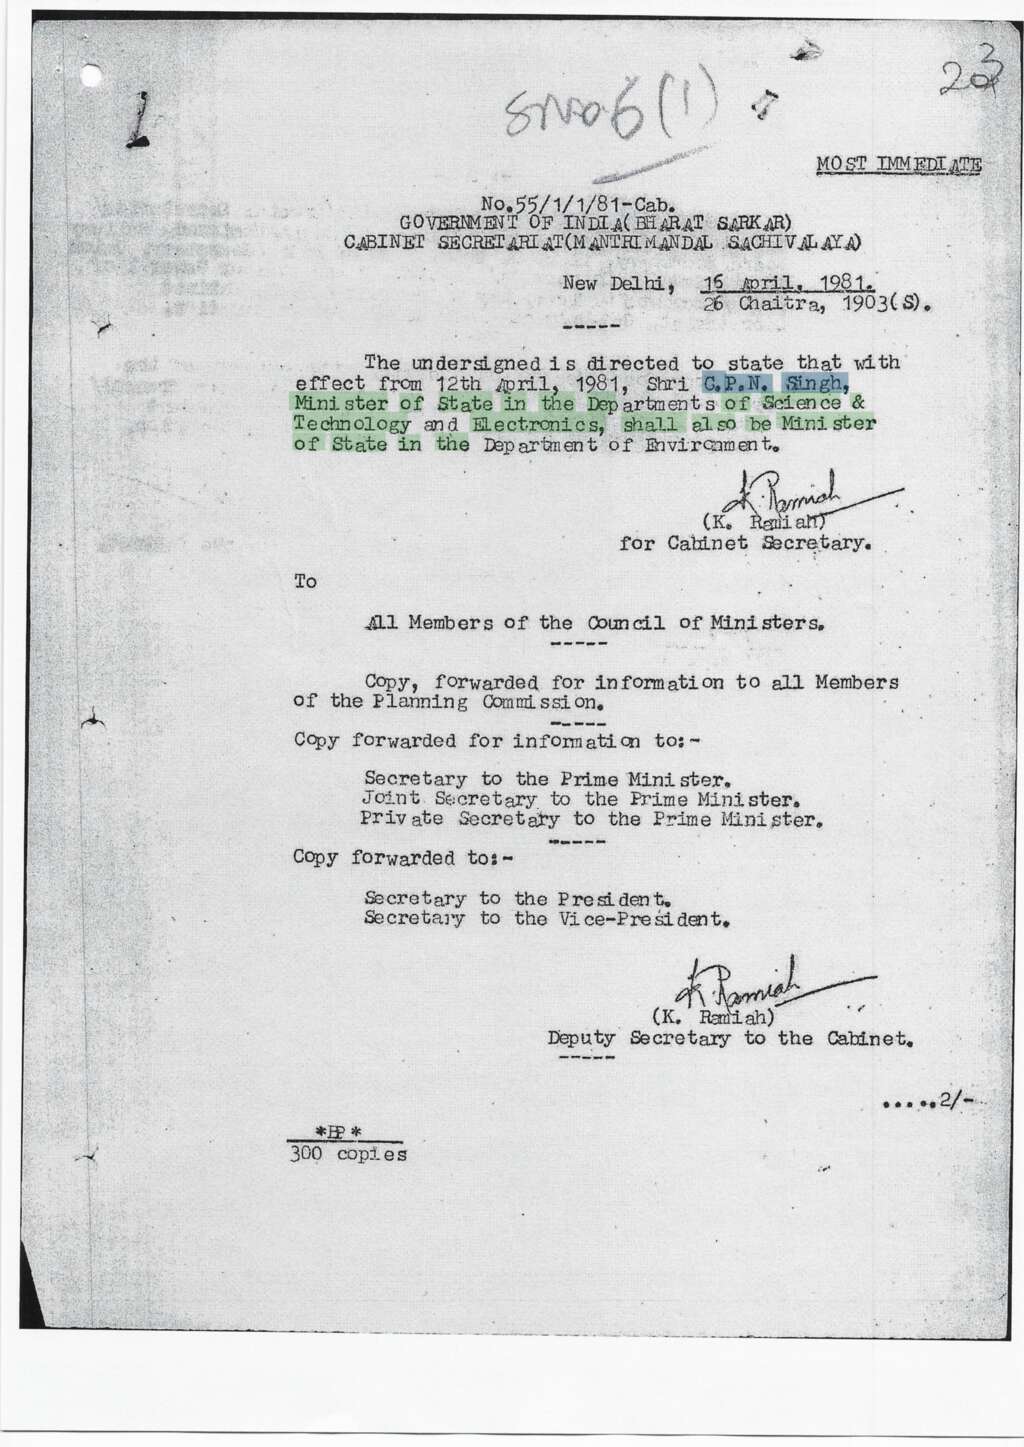 SNo 6(1)
23
1
MOST IMMEDIATE
No.55/1/1/81-Cab.
GOVERNMENT OF INDIA(BHARAT SARKAR)
CABINET SECRETARIAT(MANTRIMANDAL SACHIVALAYA)
New Delhi, 16 April, 1981.
26 Chaitra, 1903(S).
-----
The undersigned is directed to state that with
effect from 12th April, 1981, Shri C.P.N. Singh,
Minister of State in the Departments of Science &
Technology and Electronics, shall also be Minister
of State in the Department of Environment.
K. Ramiah
(K. Ramiah)
for Cabinet Secretary.
To
All Members of the Council of Ministers.
-----
Copy, forwarded for information to all Members
of the Planning Commission.
-----
Copy forwarded for information to:-
Secretary to the Prime Minister.
Joint Secretary to the Prime Minister.
Private Secretary to the Prime Minister.
-----
Copy forwarded to:-
Secretary to the President.
Secretary to the Vice-President.
K. Ramiah
(K. Ramiah)
Deputy Secretary to the Cabinet.
-----
.....2/-
*BP*
300 copies